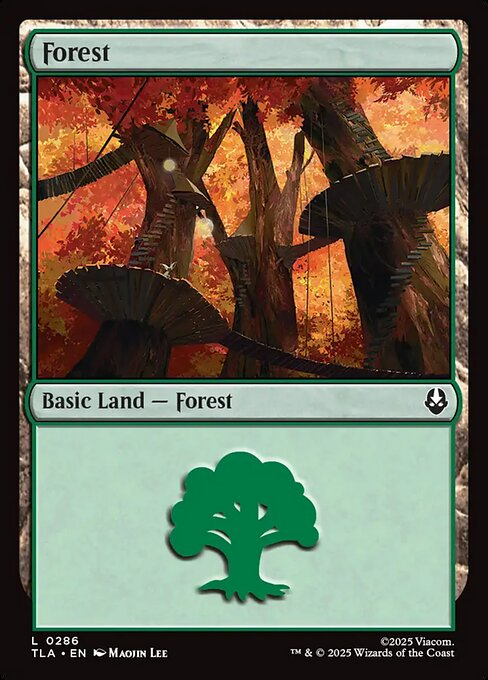 Forest
Basic Land — Forest
L 0286
TLA • EN Maojin Lee
©2025 Viacom.
™ & © 2025 Wizards of the Coast